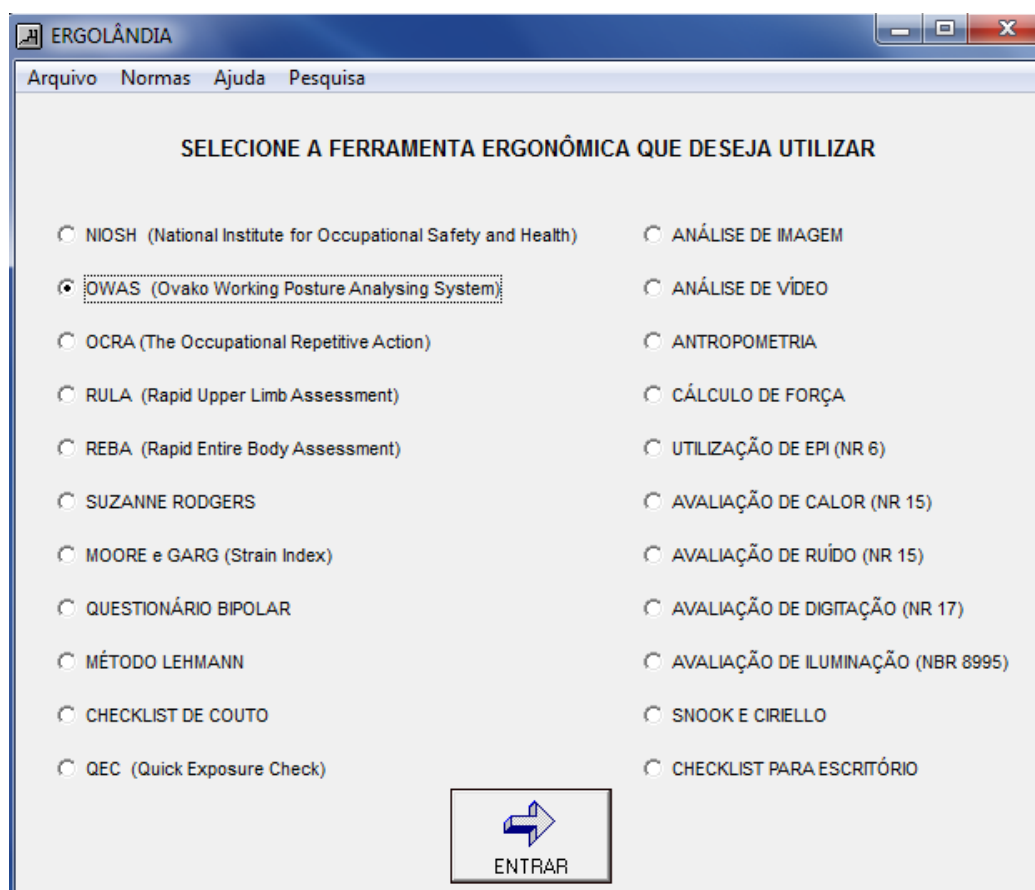 ERGOLÂNDIA
Arquivo Normas Ajuda Pesquisa
SELECIONE A FERRAMENTA ERGONÔMICA QUE DESEJA UTILIZAR
NIOSH (National Institute for Occupational Safety and Health)
OWAS (Ovako Working Posture Analysing System)
OCRA (The Occupational Repetitive Action)
RULA (Rapid Upper Limb Assessment)
REBA (Rapid Entire Body Assessment)
SUZANNE RODGERS
MOORE e GARG (Strain Index)
QUESTIONÁRIO BIPOLAR
MÉTODO LEHMANN
CHECKLIST DE COUTO
QEC (Quick Exposure Check)
ANÁLISE DE IMAGEM
ANÁLISE DE VÍDEO
ANTROPOMETRIA
CÁLCULO DE FORÇA
UTILIZAÇÃO DE EPI (NR 6)
AVALIAÇÃO DE CALOR (NR 15)
AVALIAÇÃO DE RUÍDO (NR 15)
AVALIAÇÃO DE DIGITAÇÃO (NR 17)
AVALIAÇÃO DE ILUMINAÇÃO (NBR 8995)
SNOOK E CIRIELLO
CHECKLIST PARA ESCRITÓRIO
ENTRAR